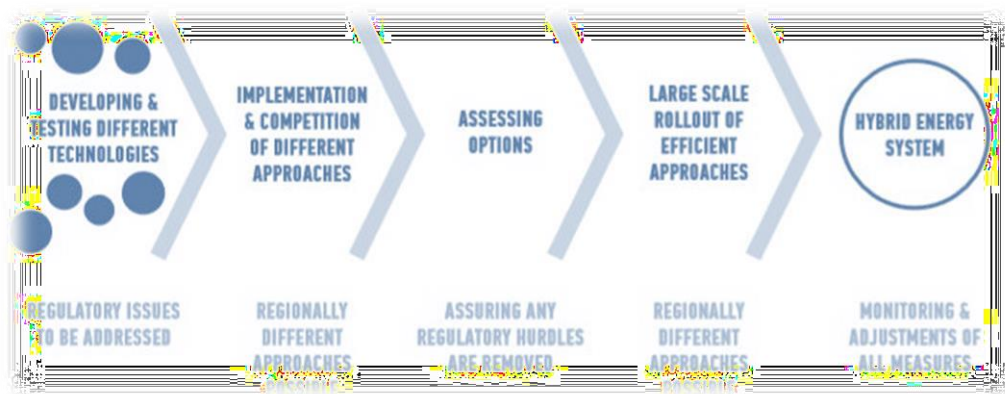 DEVELOPING &
TESTING DIFFERENT
TECHNOLOGIES
IMPLEMENTATION
& COMPETITION
OF DIFFERENT
APPROACHES
ASSESSING
OPTIONS
LARGE SCALE
ROLLOUT OF
EFFICIENT
APPROACHES
HYBRID ENERGY
SYSTEM
REGULATORY ISSUES
TO BE ADDRESSED
REGIONALLY
DIFFERENT
APPROACHES
POSSIBLE
ASSURING ANY
REGULATORY HURDLES
ARE REMOVED
REGIONALLY
DIFFERENT
APPROACHES
POSSIBLE
MONITORING &
ADJUSTMENTS OF
ALL MEASURES